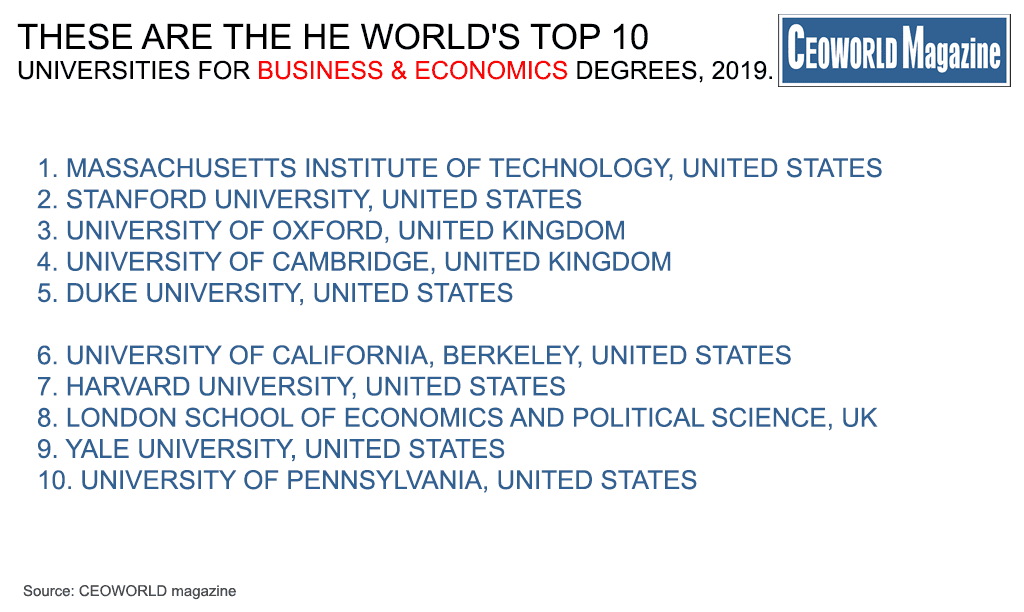 THESE ARE THE HE WORLD'S TOP 10
UNIVERSITIES FOR BUSINESS & ECONOMICS DEGREES, 2019.
CEOWORLD Magazine
1. MASSACHUSETTS INSTITUTE OF TECHNOLOGY, UNITED STATES
2. STANFORD UNIVERSITY, UNITED STATES
3. UNIVERSITY OF OXFORD, UNITED KINGDOM
4. UNIVERSITY OF CAMBRIDGE, UNITED KINGDOM
5. DUKE UNIVERSITY, UNITED STATES
6. UNIVERSITY OF CALIFORNIA, BERKELEY, UNITED STATES
7. HARVARD UNIVERSITY, UNITED STATES
8. LONDON SCHOOL OF ECONOMICS AND POLITICAL SCIENCE, UK
9. YALE UNIVERSITY, UNITED STATES
10. UNIVERSITY OF PENNSYLVANIA, UNITED STATES
Source: CEOWORLD magazine